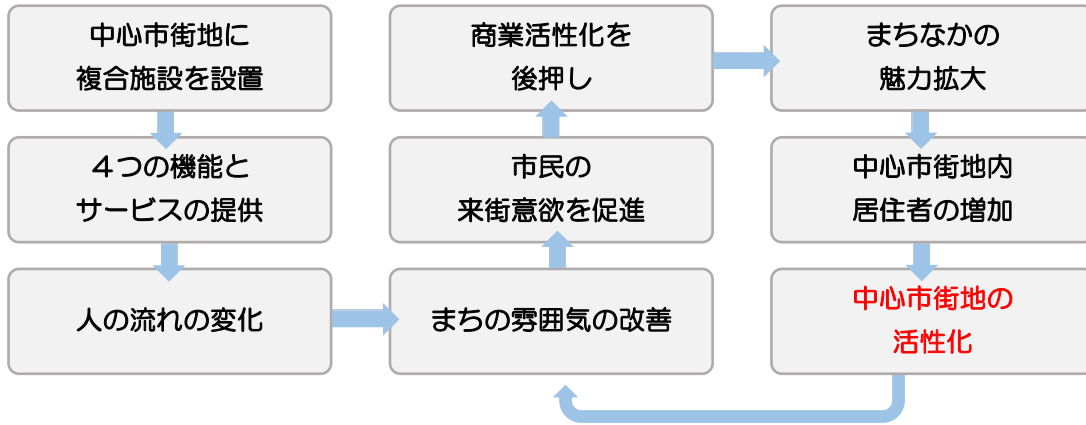 中心市街地に
複合施設を設置
４つの機能と
サービスの提供
人の流れの変化
まちの雰囲気の改善
市民の
来街意欲を促進
商業活性化を
後押し
まちなかの
魅力拡大
中心市街地内
居住者の増加
中心市街地の
活性化